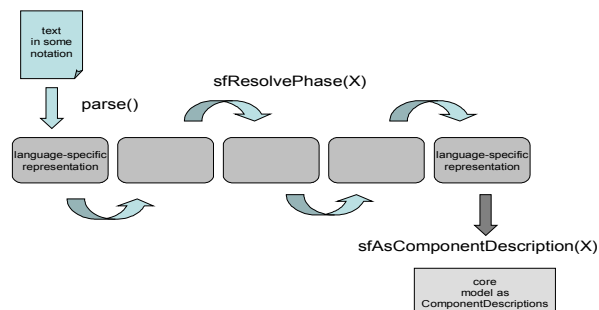 text
in some
notation
sfResolvePhase(X)
parse()
language-specific
representation
language-specific
representation
sfAsComponentDescription(X)
core
model as
ComponentDescriptions